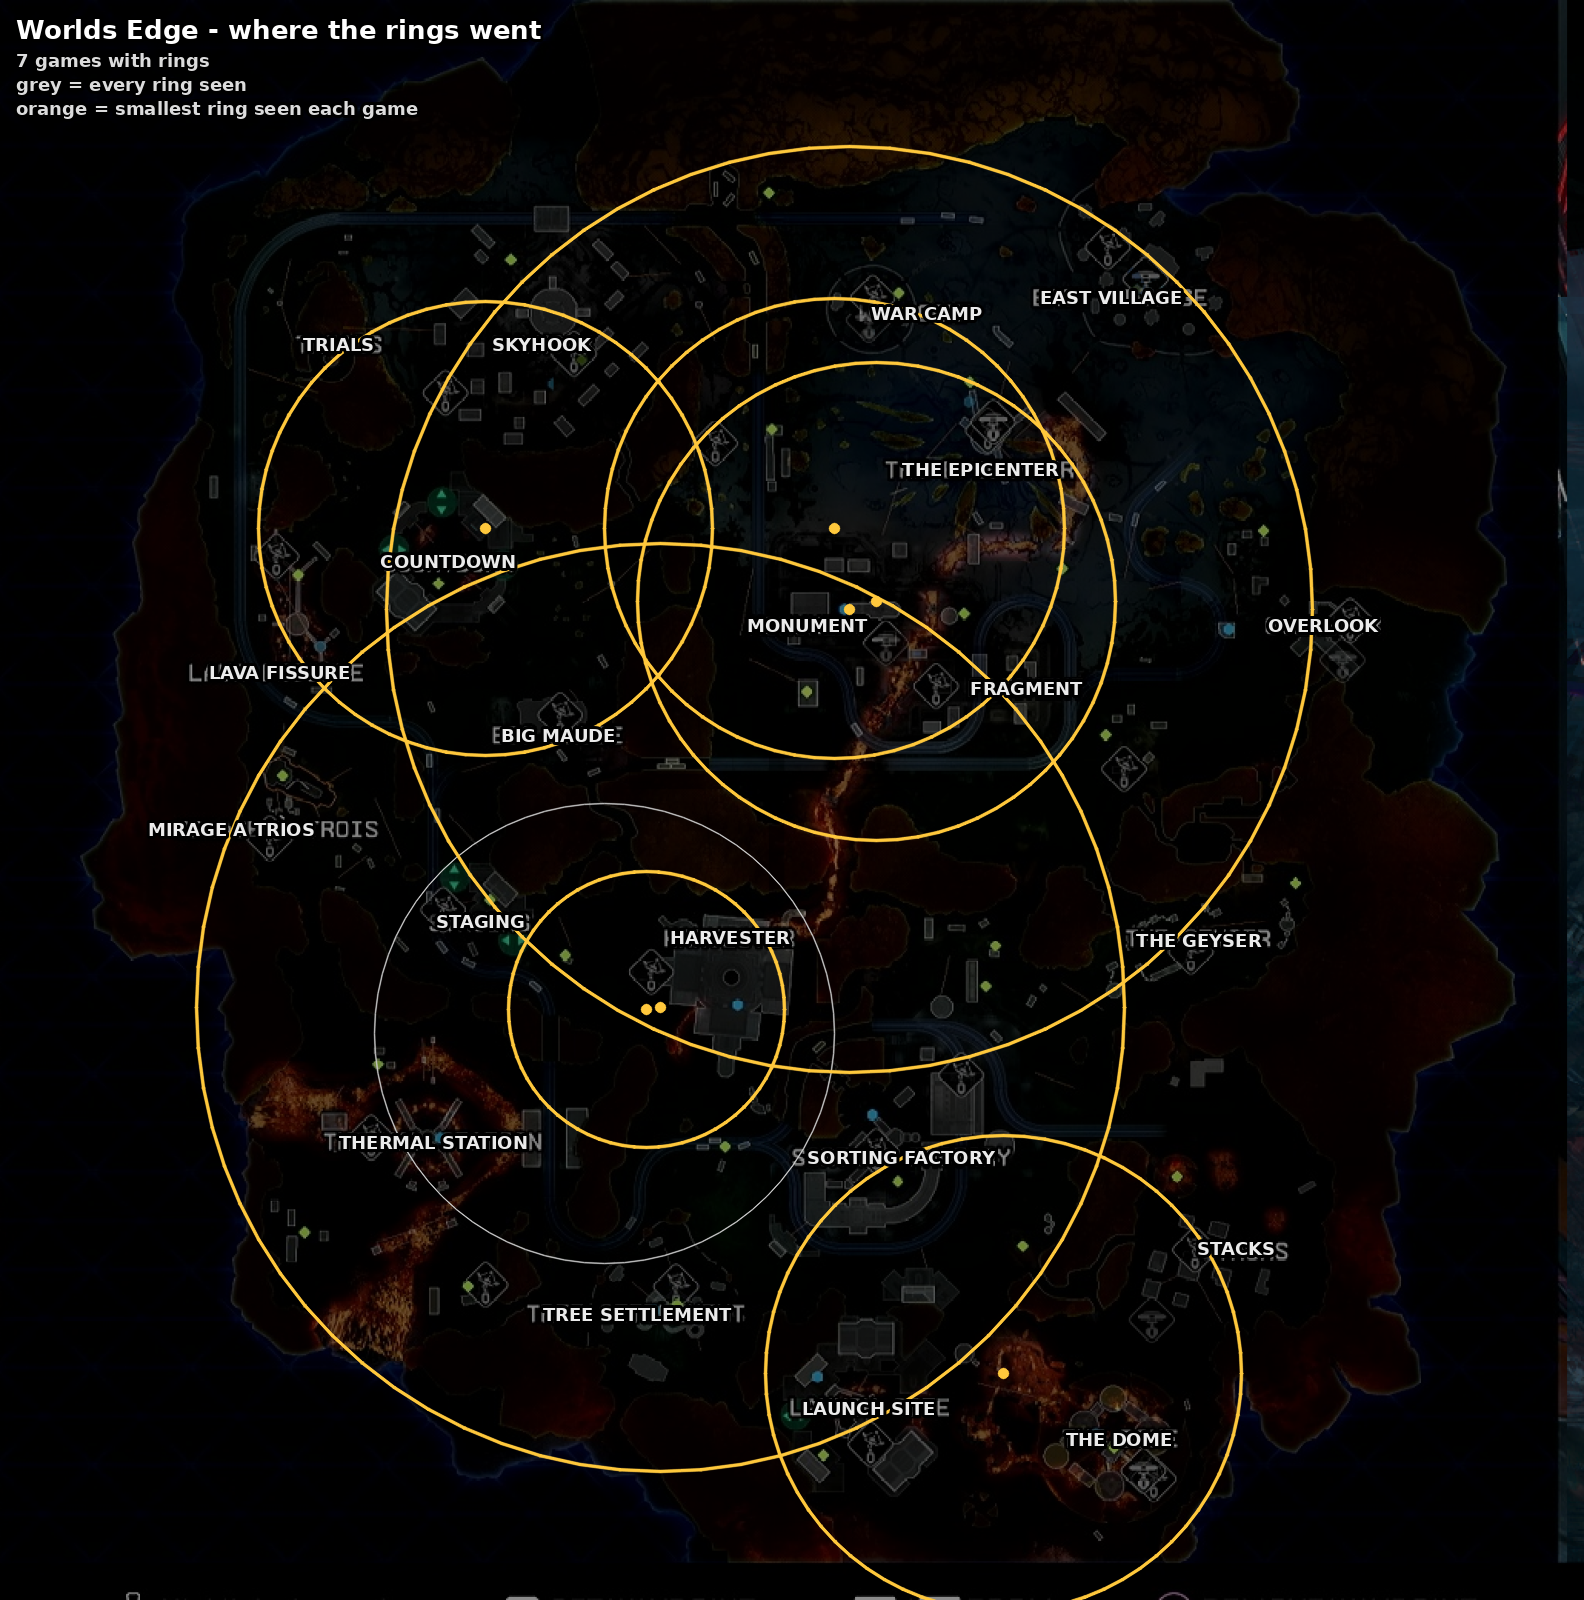 Worlds Edge - where the rings went
7 games with rings
grey = every ring seen
orange = smallest ring seen each game
EAST VILLAGE
WAR CAMP
TRIALS
SKYHOOK
THE EPICENTER
COUNTDOWN
MONUMENT
OVERLOOK
LAVA FISSURE
FRAGMENT
BIG MAUDE
MIRAGE A TRIOS
STAGING
HARVESTER
THE GEYSER
THERMAL STATION
SORTING FACTORY
STACKS
TREE SETTLEMENT
LAUNCH SITE
THE DOME